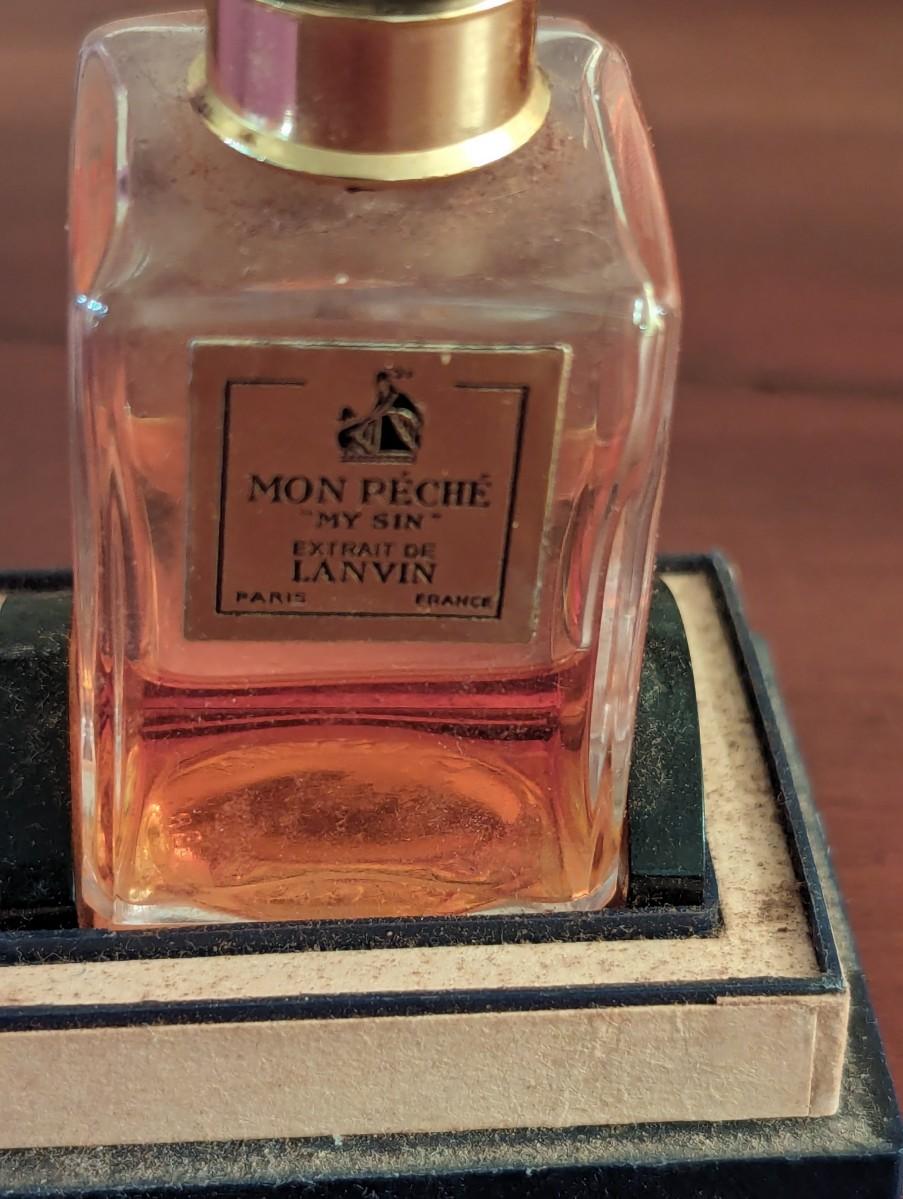 MON PÉCHÉ
"MY SIN"
EXTRAIT DE
LANVIN
PARIS FRANCE